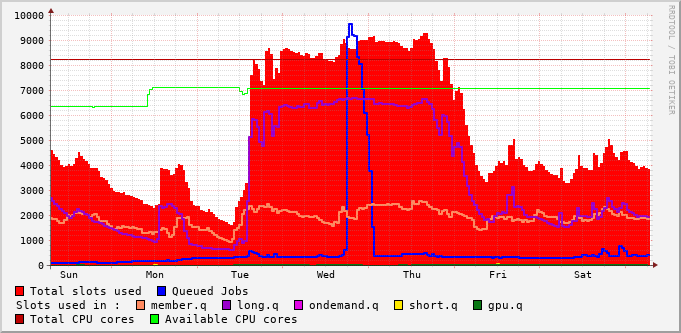 10000
9000
8000
7000
6000
5000
4000
3000
2000
1000
0
Sun Mon Tue Wed Thu Fri Sat
RRDTOOL / TOBI OETIKER
Total slots used Queued Jobs
Slots used in : member.q long.q ondemand.q short.q gpu.q
Total CPU cores Available CPU cores